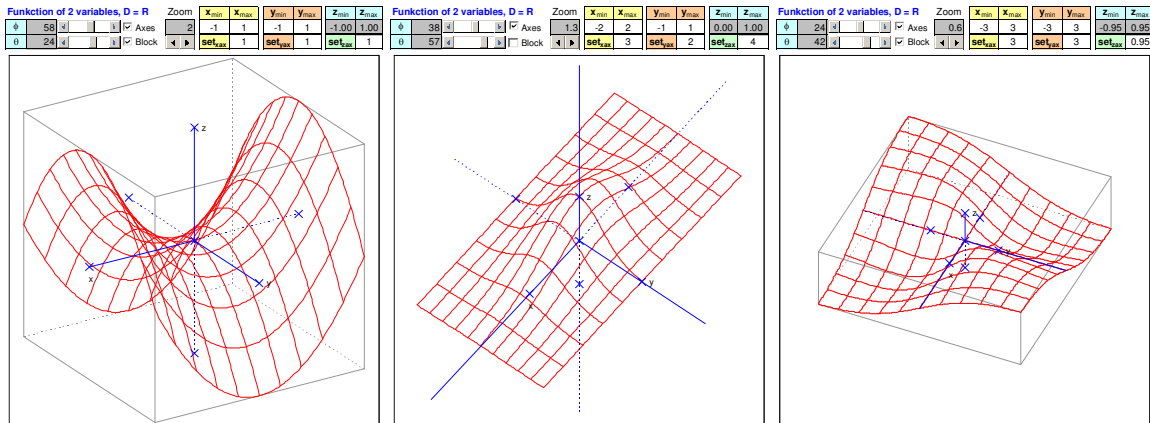 Funkction of 2 variables, D = R Zoom xmin xmax ymin ymax zmin zmax
ϕ 58 Axes 2 -1 1 -1 1 -1.00 1.00
θ 24 Block setxax 1 setyax 1 setzax 1
z
x
y
Funkction of 2 variables, D = R Zoom xmin xmax ymin ymax zmin zmax
ϕ 38 Axes 1.3 -2 2 -1 1 0.00 1.00
θ 57 Block setxax 3 setyax 2 setzax 4
z
x
y
Funkction of 2 variables, D = R Zoom xmin xmax ymin ymax zmin zmax
ϕ 24 Axes 0.6 -3 3 -3 3 -0.95 0.95
θ 42 Block setxax 3 setyax 3 setzax 0.95
z
y
x